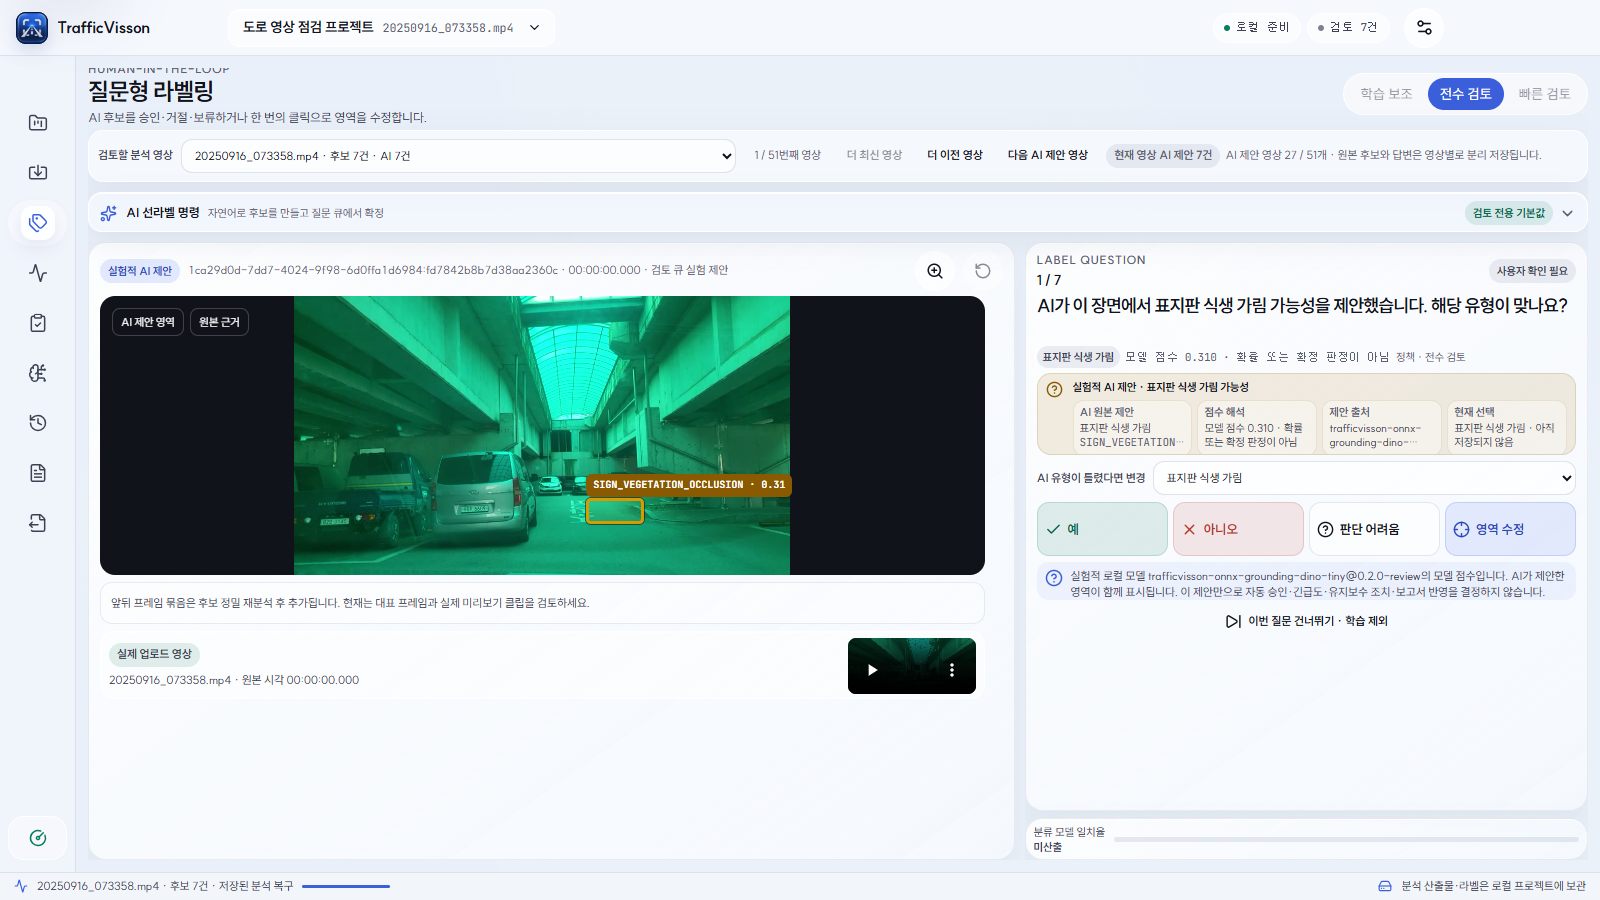 TrafficVisson
도로 영상 점검 프로젝트 20250916_073358.mp4
로컬 준비
검토 7건
HUMAN-IN-THE-LOOP
질문형 라벨링
AI 후보를 승인·거절·보류하거나 한 번의 클릭으로 영역을 수정합니다.
학습 보조 전수 검토 빠른 검토
검토할 분석 영상 20250916_073358.mp4 · 후보 7건 · AI 7건 1 / 51번째 영상 더 최신 영상 더 이전 영상 다음 AI 제안 영상 현재 영상 AI 제안 7건 AI 제안 영상 27 / 51개 · 원본 후보와 답변은 영상별로 분리 저장됩니다.
AI 선라벨 명령 자연어로 후보를 만들고 질문 큐에서 확정 검토 전용 기본값
실험적 AI 제안 1ca29d0d-7dd7-4024-9f98-6d0ffa1d6984:fd7842b8b7d38aa2360c · 00:00:00.000 · 검토 큐 실험 제안
AI 제안 영역 원본 근거
SIGN_VEGETATION_OCCLUSION · 0.31
앞뒤 프레임 묶음은 후보 정밀 재분석 후 추가됩니다. 현재는 대표 프레임과 실제 미리보기 클립을 검토하세요.
실제 업로드 영상
20250916_073358.mp4 · 원본 시각 00:00:00.000
LABEL QUESTION
1 / 7
사용자 확인 필요
AI가 이 장면에서 표지판 식생 가림 가능성을 제안했습니다. 해당 유형이 맞나요?
표지판 식생 가림 모델 점수 0.310 · 확률 또는 확정 판정이 아님 정책 · 전수 검토
실험적 AI 제안 · 표지판 식생 가림 가능성
AI 원본 제안
표지판 식생 가림
SIGN_VEGETATION…
점수 해석
모델 점수 0.310 · 확률
또는 확정 판정이 아님
제안 출처
trafficvisson-onnx-
grounding-dino-…
현재 선택
표지판 식생 가림 · 아직
저장되지 않음
AI 유형이 틀렸다면 변경 표지판 식생 가림
예
아니오
판단 어려움
영역 수정
실험적 로컬 모델 trafficvisson-onnx-grounding-dino-tiny@0.2.0-review의 모델 점수입니다. AI가 제안한
영역이 함께 표시됩니다. 이 제안만으로 자동 승인·긴급도·유지보수 조치·보고서 반영을 결정하지 않습니다.
이번 질문 건너뛰기 · 학습 제외
분류 모델 일치율
미산출
20250916_073358.mp4 · 후보 7건 · 저장된 분석 복구
분석 산출물·라벨은 로컬 프로젝트에 보관